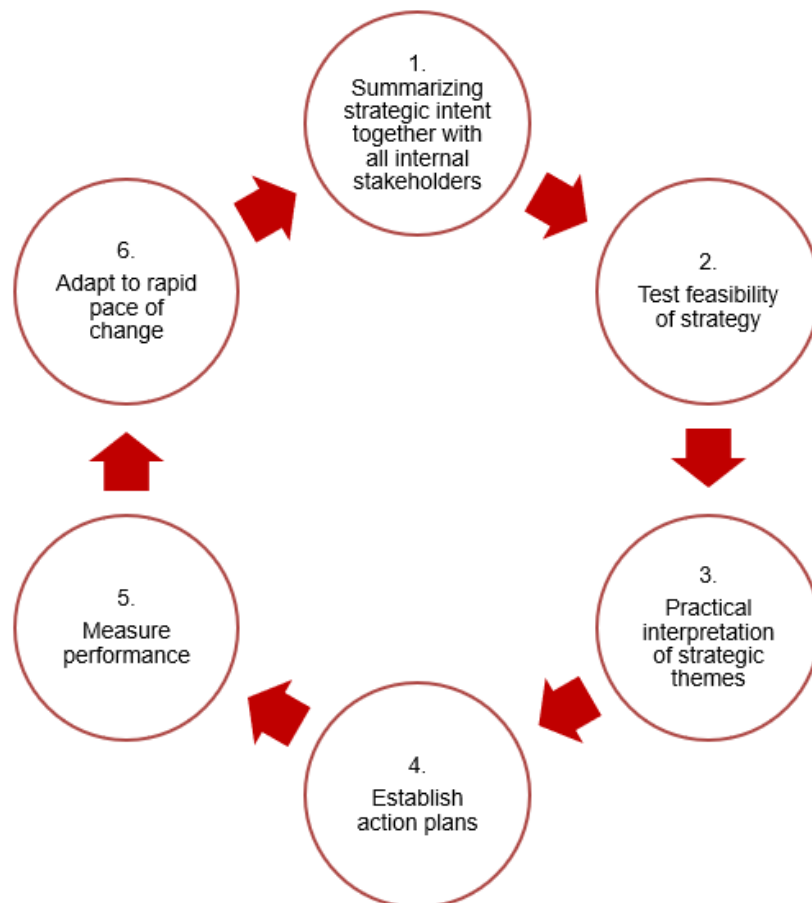 1.
Summarizing
strategic intent
together with
all internal
stakeholders
2.
Test feasibility
of strategy
3.
Practical
interpretation
of strategic
themes
4.
Establish
action plans
5.
Measure
performance
6.
Adapt to rapid
pace of
change